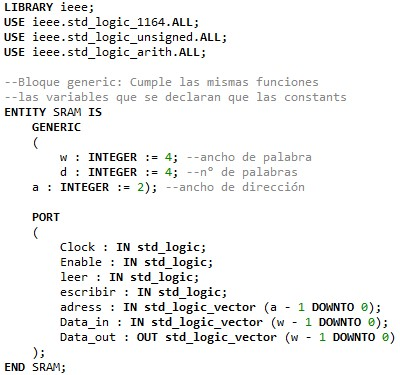 LIBRARY ieee;
USE ieee.std_logic_1164.ALL;
USE ieee.std_logic_unsigned.ALL;
USE ieee.std_logic_arith.ALL;
--Bloque generic: Cumple las mismas funciones
--las variables que se declaran que las constants
ENTITY SRAM IS
GENERIC
(
w : INTEGER := 4; --ancho de palabra
d : INTEGER := 4; --nº de palabras
a : INTEGER := 2); --ancho de dirección
PORT
(
Clock : IN std_logic;
Enable : IN std_logic;
leer : IN std_logic;
escribir : IN std_logic;
adress : IN std_logic_vector (a - 1 DOWNTO 0);
Data_in : IN std_logic_vector (w - 1 DOWNTO 0);
Data_out : OUT std_logic_vector (w - 1 DOWNTO 0)
);
END SRAM;